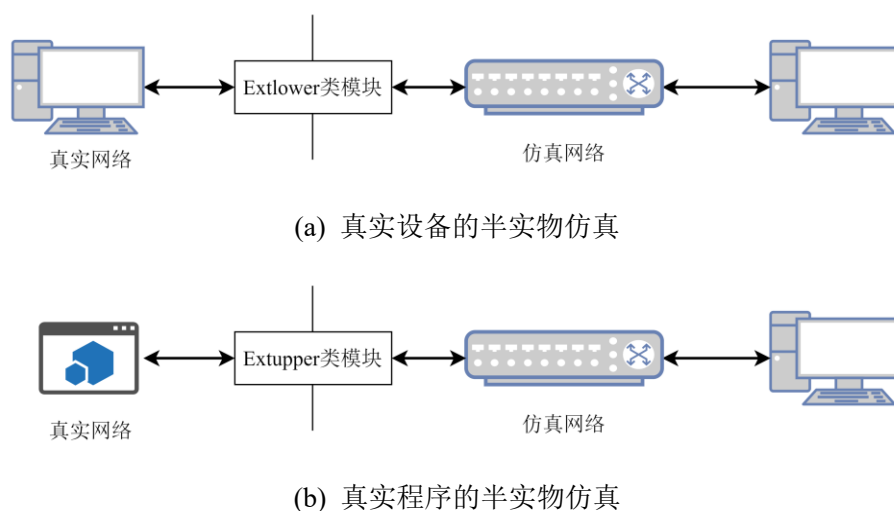 Extlower类模块
真实网络
仿真网络
(a) 真实设备的半实物仿真
Extupper类模块
真实网络
仿真网络
(b) 真实程序的半实物仿真